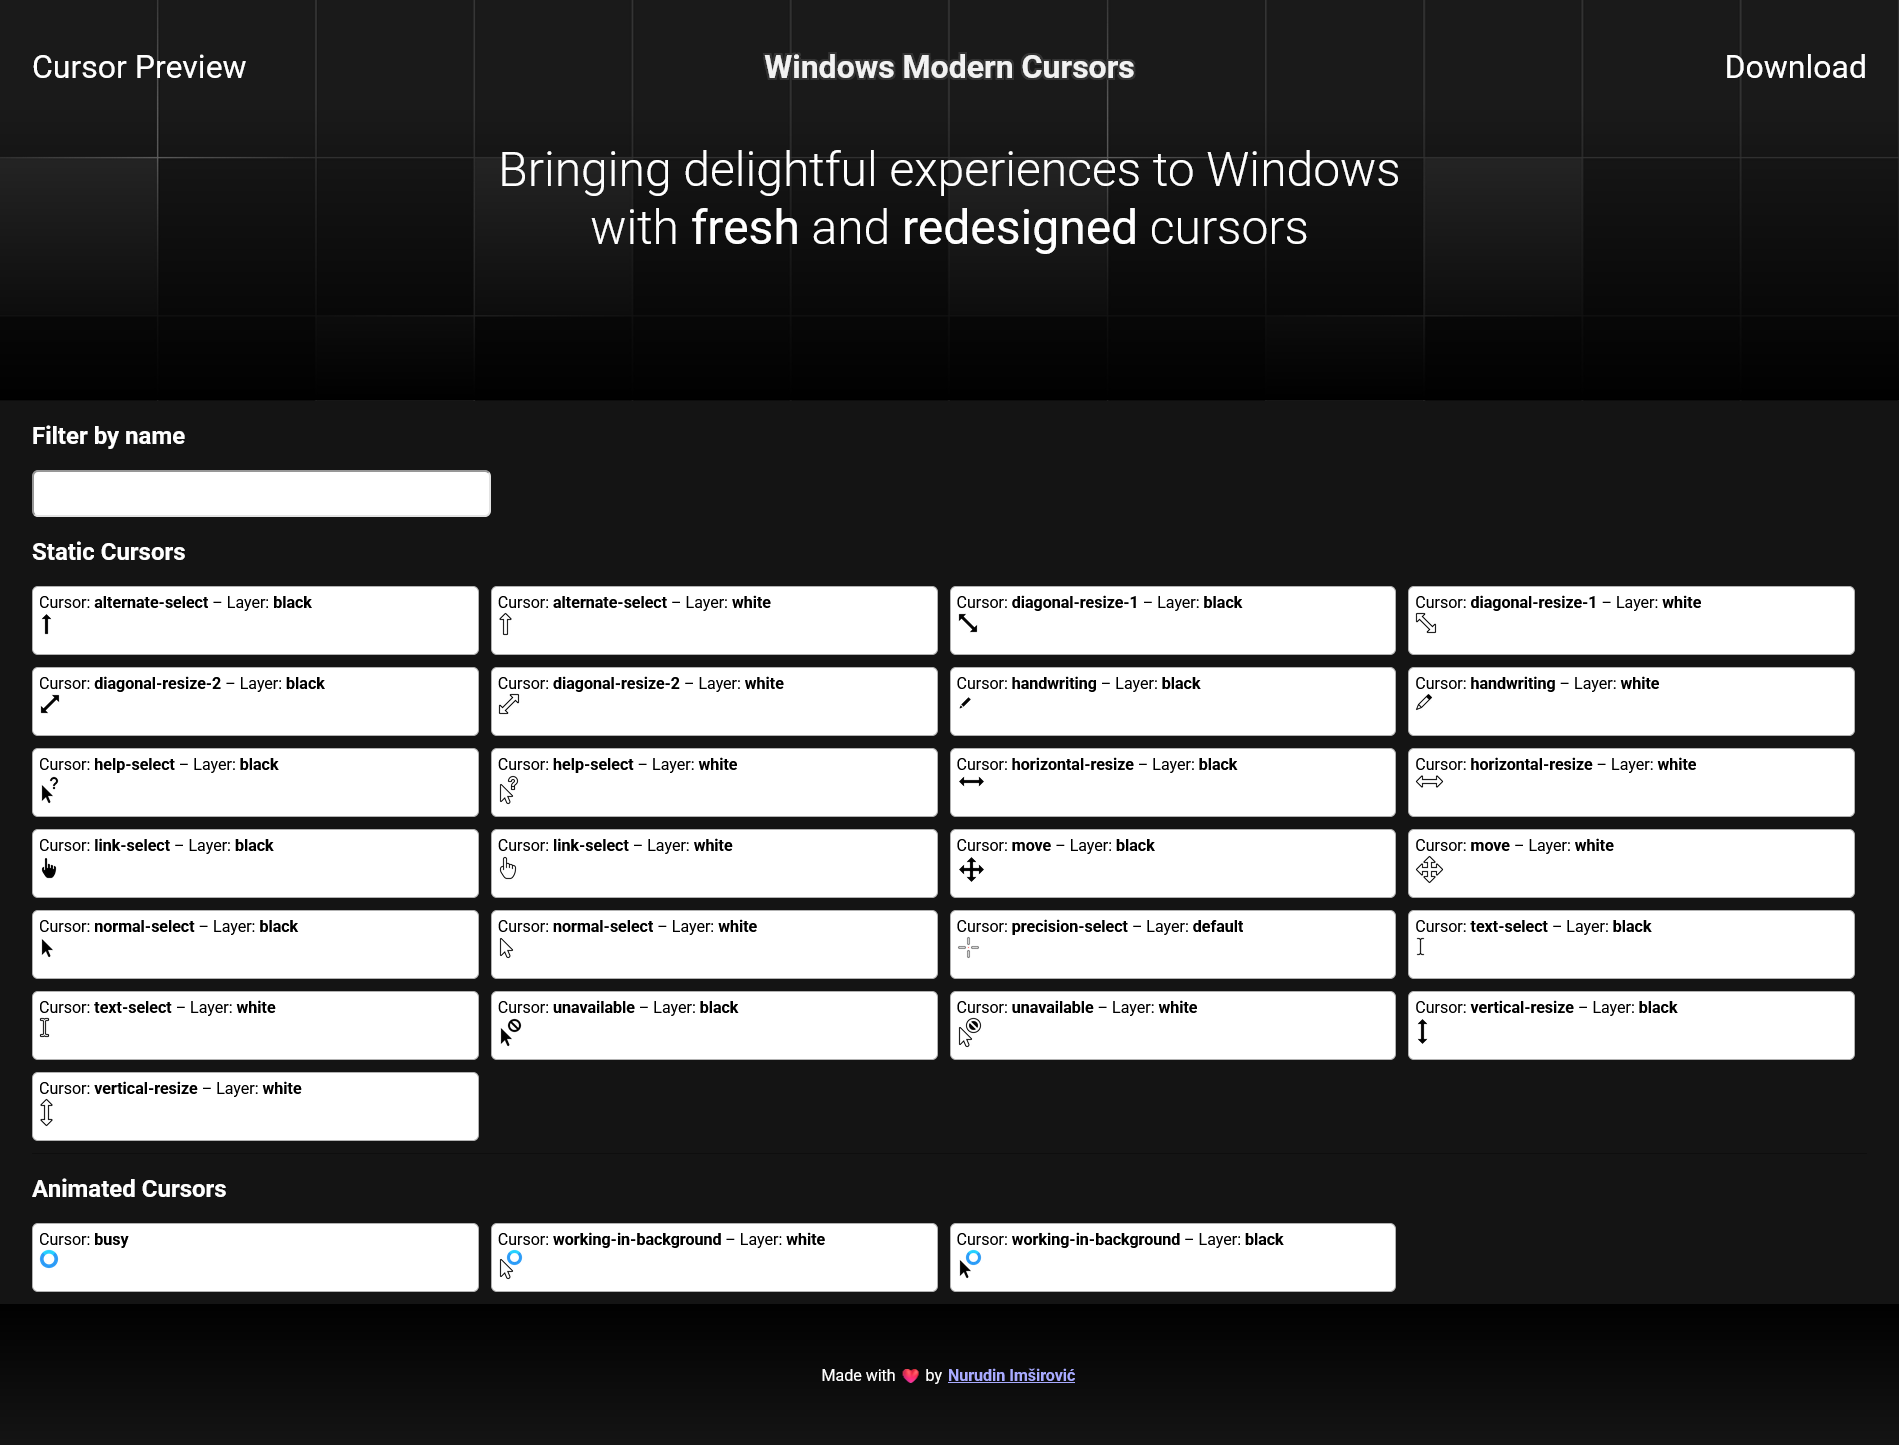 Cursor Preview
Windows Modern Cursors
Download
Bringing delightful experiences to Windows
with fresh and redesigned cursors
Filter by name
Static Cursors
Cursor: alternate-select – Layer: black
Cursor: alternate-select – Layer: white
Cursor: diagonal-resize-1 – Layer: black
Cursor: diagonal-resize-1 – Layer: white
Cursor: diagonal-resize-2 – Layer: black
Cursor: diagonal-resize-2 – Layer: white
Cursor: handwriting – Layer: black
Cursor: handwriting – Layer: white
Cursor: help-select – Layer: black
Cursor: help-select – Layer: white
Cursor: horizontal-resize – Layer: black
Cursor: horizontal-resize – Layer: white
Cursor: link-select – Layer: black
Cursor: link-select – Layer: white
Cursor: move – Layer: black
Cursor: move – Layer: white
Cursor: normal-select – Layer: black
Cursor: normal-select – Layer: white
Cursor: precision-select – Layer: default
Cursor: text-select – Layer: black
Cursor: text-select – Layer: white
Cursor: unavailable – Layer: black
Cursor: unavailable – Layer: white
Cursor: vertical-resize – Layer: black
Cursor: vertical-resize – Layer: white
Animated Cursors
Cursor: busy
Cursor: working-in-background – Layer: white
Cursor: working-in-background – Layer: black
Made with ❤️ by Nurudin Imširović